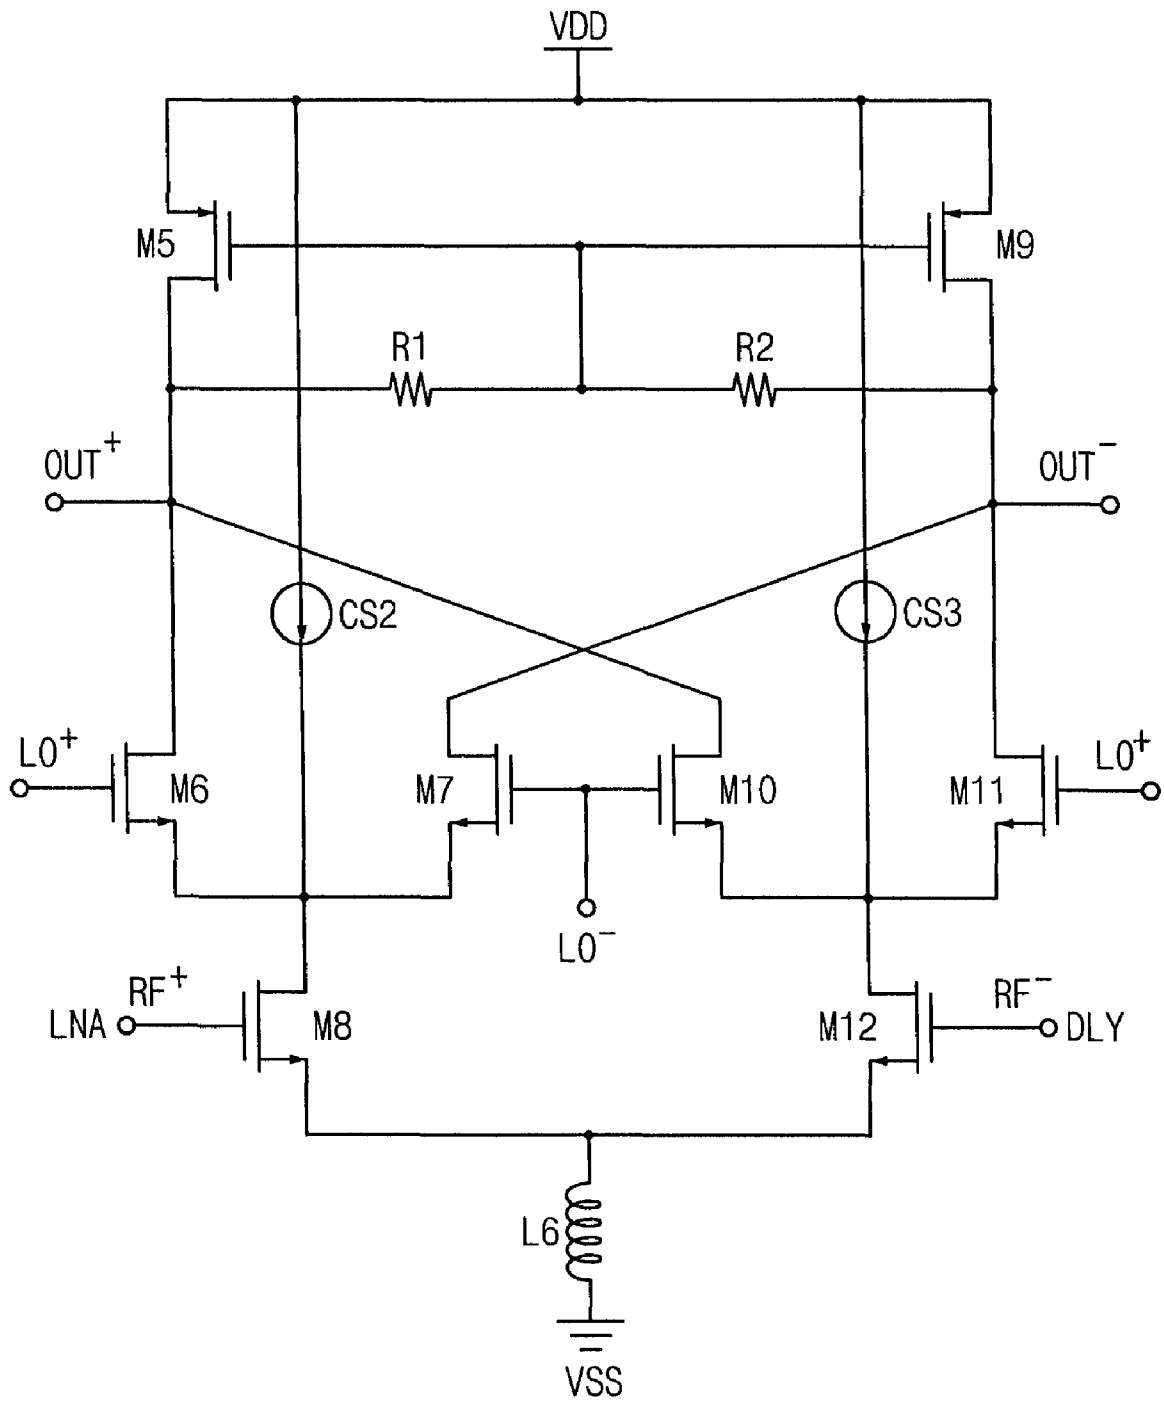 VDD
M5
M9
R1
R2
OUT+
OUT-
CS2
CS3
LO+
M6
M7
M10
M11
LO+
LO-
RF+
LNA
M8
M12
RF-
DLY
L6
VSS